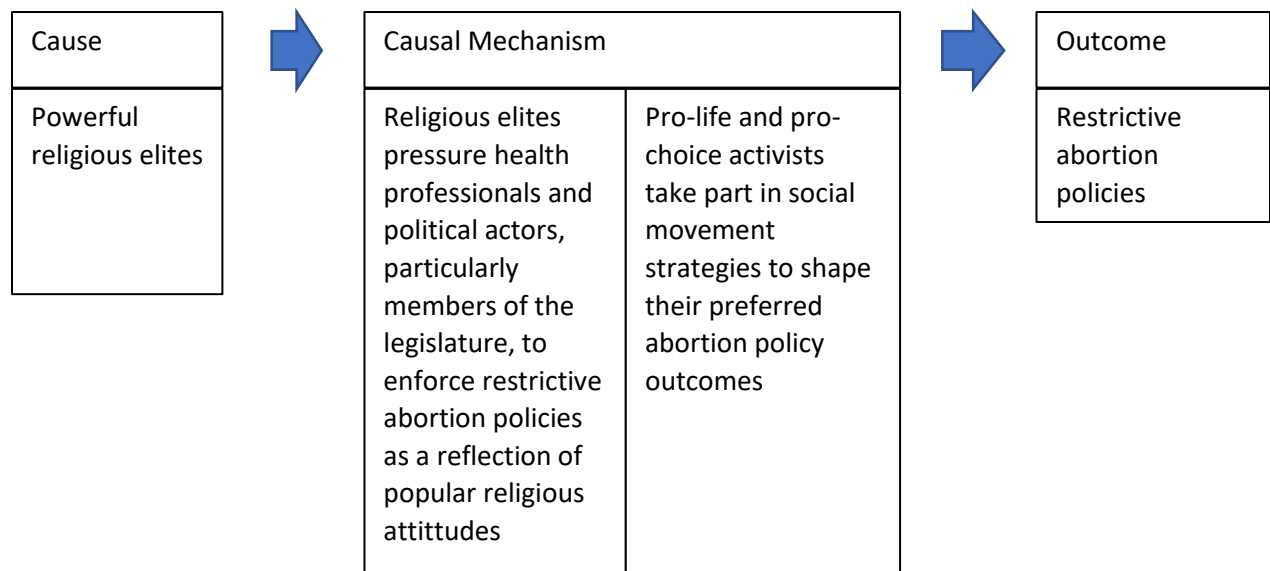 Cause
Causal Mechanism
Outcome
Powerful
religious elites
Religious elites
pressure health
professionals and
political actors,
particularly
members of the
legislature, to
enforce restrictive
abortion policies
as a reflection of
popular religious
attittudes
Pro-life and pro-
choice activists
take part in social
movement
strategies to shape
their preferred
abortion policy
outcomes
Restrictive
abortion
policies